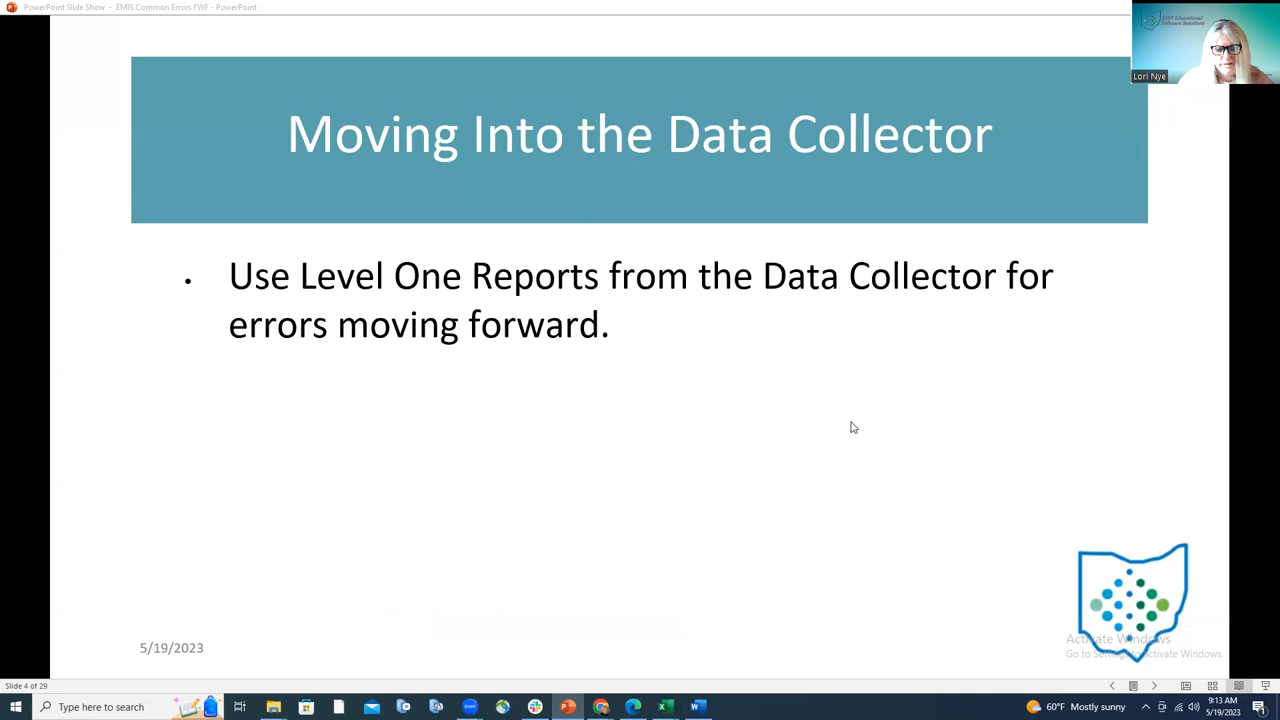 PowerPoint Slide Show - EMIS Common Errors FWF - PowerPoint
Lori Nye
Moving Into the Data Collector
• Use Level One Reports from the Data Collector for
errors moving forward.
5/19/2023
Activate Windows
Go to Settings to activate Windows.
Slide 4 of 29
Type here to search
60°F Mostly sunny
9:13 AM
5/19/2023